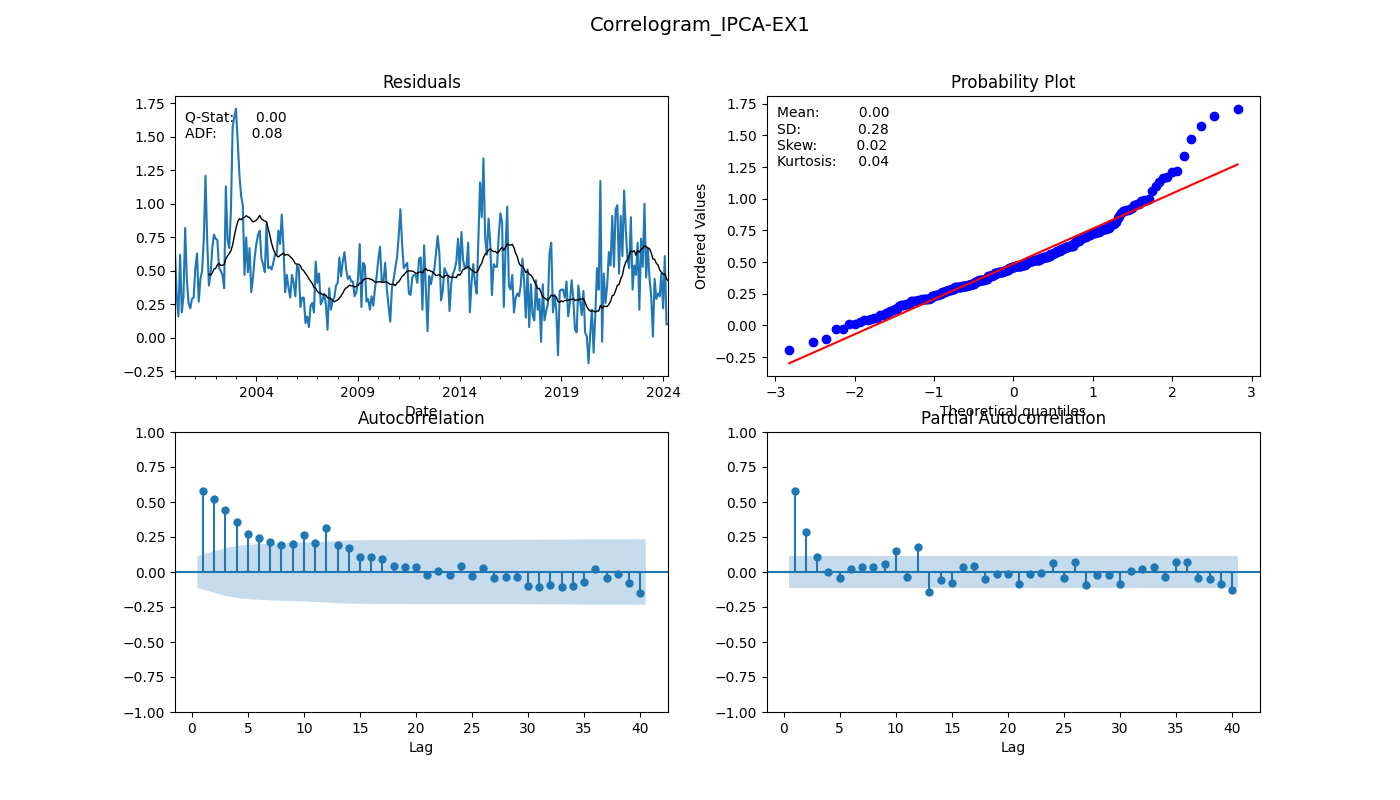 Correlogram_IPCA-EX1
Residuals
Q-Stat: 0.00
ADF: 0.08
1.75
1.50
1.25
1.00
0.75
0.50
0.25
0.00
−0.25
2004 2009 2014 2019 2024
Date
Probability Plot
Mean: 0.00
SD: 0.28
Skew: 0.02
Kurtosis: 0.04
Ordered Values
1.75
1.50
1.25
1.00
0.75
0.50
0.25
0.00
−0.25
−3 −2 −1 0 1 2 3
Theoretical quantiles
Autocorrelation
1.00
0.75
0.50
0.25
0.00
−0.25
−0.50
−0.75
−1.00
0 5 10 15 20 25 30 35 40
Lag
Partial Autocorrelation
1.00
0.75
0.50
0.25
0.00
−0.25
−0.50
−0.75
−1.00
0 5 10 15 20 25 30 35 40
Lag